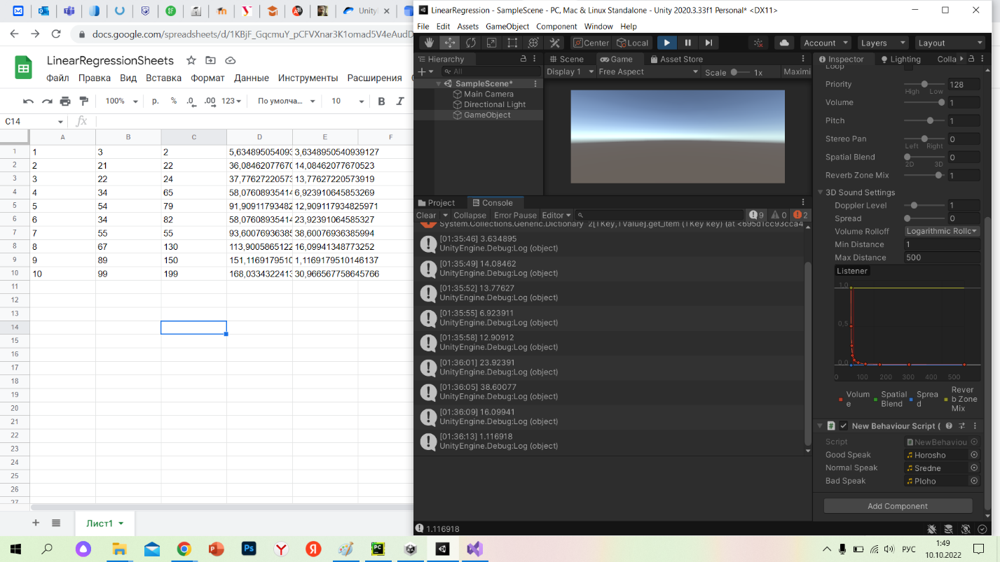 Unity
docs.google.com/spreadsheets/d/1KBjF_GqcmuY_pCFVXnar3K1omad5V4eAudD
LinearRegressionSheets
Файл Правка Вид Вставка Формат Данные Инструменты Расширения
100% р. % .0 .00 123 По умолча... 10 B I
C14 fx
A B C D E F
1 1 3 2 5,634895054093 3,6348950540939127
2 2 21 22 36,08462077670 14,08462077670523
3 3 22 24 37,77627220573 13,77627220573919
4 4 34 65 58,07608935414 6,923910645853269
5 5 54 79 91,90911793482 12,909117934825971
6 6 34 82 58,07608935414 23,923910645853269
7 7 55 55 93,60076936385 38,60076936385994
8 8 67 130 113,9005865122 16,09941348773252
9 9 89 150 151,1169179510 1,1169179510146137
10 10 99 199 168,0334322413 30,966567758645766
11
12
13
14
15
16
17
18
19
20
21
22
23
24
25
26
27
Лист1
LinearRegression - SampleScene - PC, Mac & Linux Standalone - Unity 2020.3.33f1 Personal* <DX11>
File Edit Assets GameObject Component Window Help
Center Local Account Layers Layout
Hierarchy
All
SampleScene*
Main Camera
Directional Light
GameObject
Scene Game Asset Store
Display 1 Free Aspect Scale 1x Maximi
Project Console
Clear Collapse Error Pause Editor 9 0 2
System.Collections.Generic.Dictionary`2[TKey,TValue].get_Item (TKey key) (at <695d1cc93cca4
[01:35:46] 3.634895
UnityEngine.Debug:Log (object)
[01:35:49] 14.08462
UnityEngine.Debug:Log (object)
[01:35:52] 13.77627
UnityEngine.Debug:Log (object)
[01:35:55] 6.923911
UnityEngine.Debug:Log (object)
[01:35:58] 12.90912
UnityEngine.Debug:Log (object)
[01:36:01] 23.92391
UnityEngine.Debug:Log (object)
[01:36:05] 38.60077
UnityEngine.Debug:Log (object)
[01:36:09] 16.09941
UnityEngine.Debug:Log (object)
[01:36:13] 1.116918
UnityEngine.Debug:Log (object)
1.116918
Inspector Lighting Colla
Loop
Priority 128
High Low
Volume 1
Pitch 1
Stereo Pan 0
Left Right
Spatial Blend 0
2D 3D
Reverb Zone Mix 1
3D Sound Settings
Doppler Level 1
Spread 0
Volume Rolloff Logarithmic Rollc
Min Distance 1
Max Distance 500
Listener
1,0
0,5
0,0
0 100 200 300 400 500
Volume Spatial Blend Spread Reverb Zone Mix
New Behaviour Script (
Script NewBehaviou
Good Speak Horosho
Normal Speak Sredne
Bad Speak Ploho
Add Component
РУС
1:49
10.10.2022